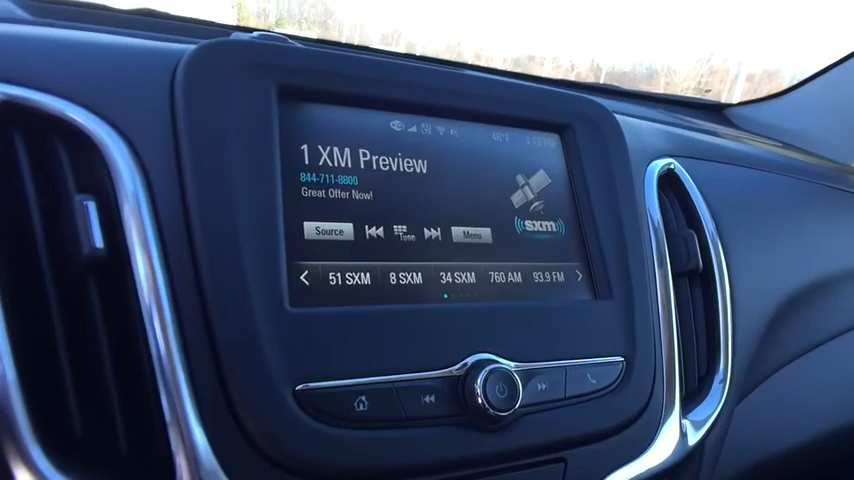 46°F
1 XM Preview
844-711-8800
Great Offer Now!
sxm
Source
Tune
Menu
51 SXM 8 SXM 34 SXM 760 AM 93.9 FM